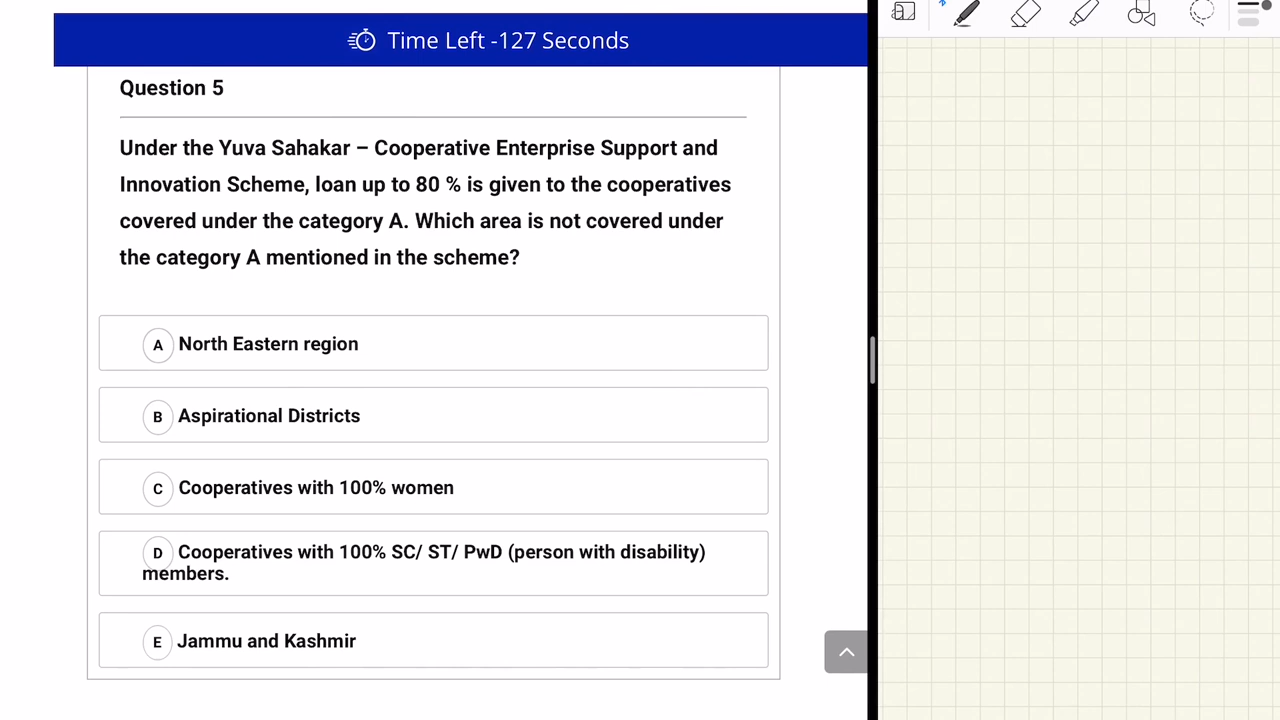 Time Left -127 Seconds
Question 5
Under the Yuva Sahakar – Cooperative Enterprise Support and
Innovation Scheme, loan up to 80 % is given to the cooperatives
covered under the category A. Which area is not covered under
the category A mentioned in the scheme?
A North Eastern region
B Aspirational Districts
C Cooperatives with 100% women
D Cooperatives with 100% SC/ ST/ PwD (person with disability)
members.
E Jammu and Kashmir